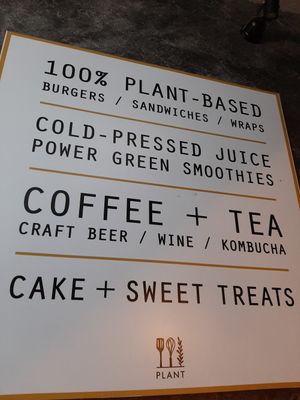 100% PLANT-BASED
BURGERS / SANDWICHES / WRAPS
COLD-PRESSED JUICE
POWER GREEN SMOOTHIES
COFFEE + TEA
CRAFT BEER / WINE / KOMBUCHA
CAKE + SWEET TREATS
PLANT